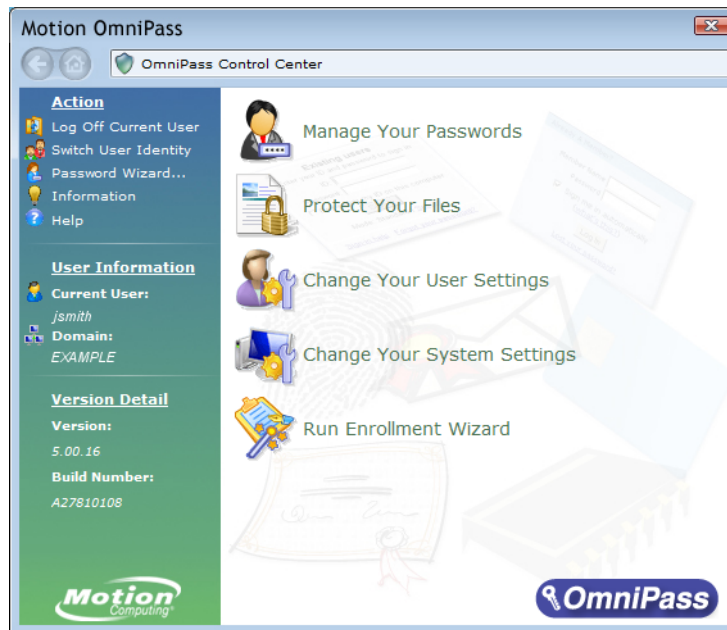 Motion OmniPass
OmniPass Control Center
Action
Log Off Current User
Switch User Identity
Password Wizard...
Information
Help
User Information
Current User:
jsmith
Domain:
EXAMPLE
Version Detail
Version:
5.00.16
Build Number:
A27810108
Motion
Computing®
Manage Your Passwords
Protect Your Files
Change Your User Settings
Change Your System Settings
Run Enrollment Wizard
Existing users
OmniPass